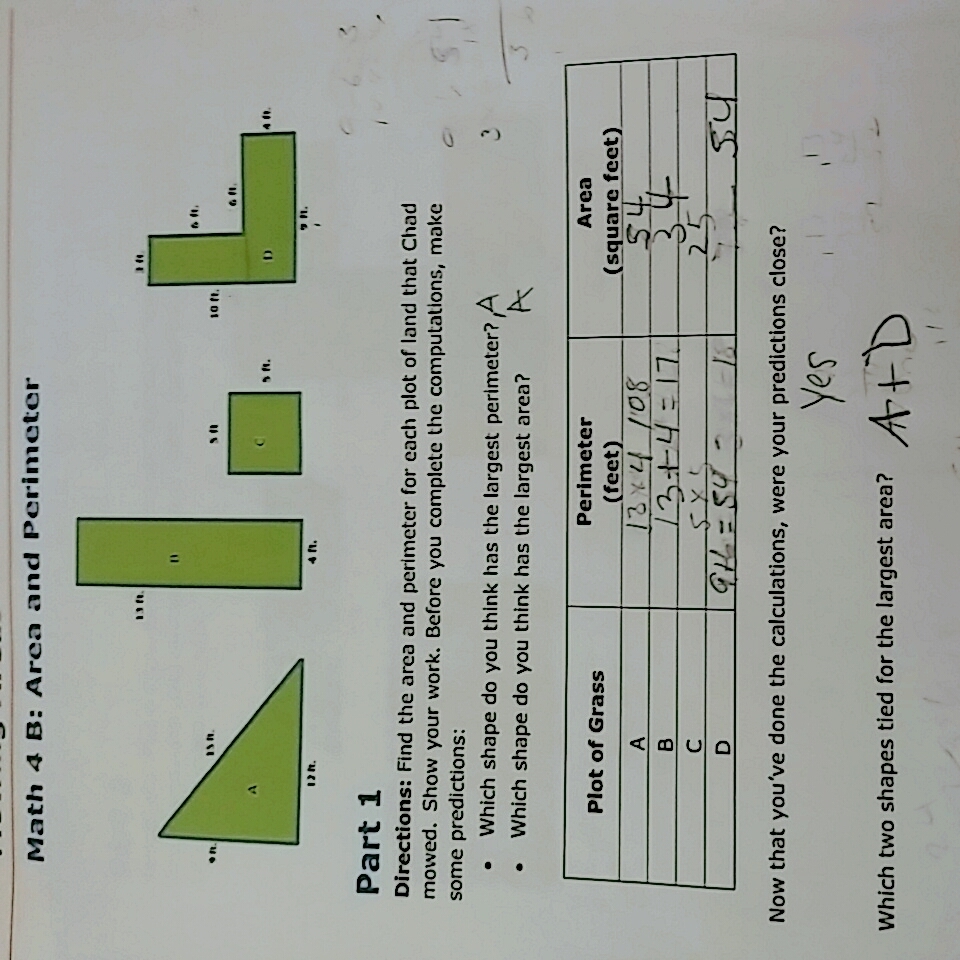 Math 4 B: Area and Perimeter
9 ft.
15 ft.
A
12 ft.
13 ft.
B
4 ft.
5 ft
C
5 ft.
3 ft.
10 ft.
6 ft.
6 ft.
D
4 ft.
9 ft.
Part 1
Directions: Find the area and perimeter for each plot of land that Chad
mowed. Show your work. Before you complete the computations, make
some predictions:
• Which shape do you think has the largest perimeter? A
• Which shape do you think has the largest area? A
3
3
Plot of Grass Perimeter (feet) Area (square feet)
A 108 54
B 13+4=17 34
C 5x5 25
D 9+6=54 54
Now that you've done the calculations, were your predictions close?
Yes
Which two shapes tied for the largest area? A+D